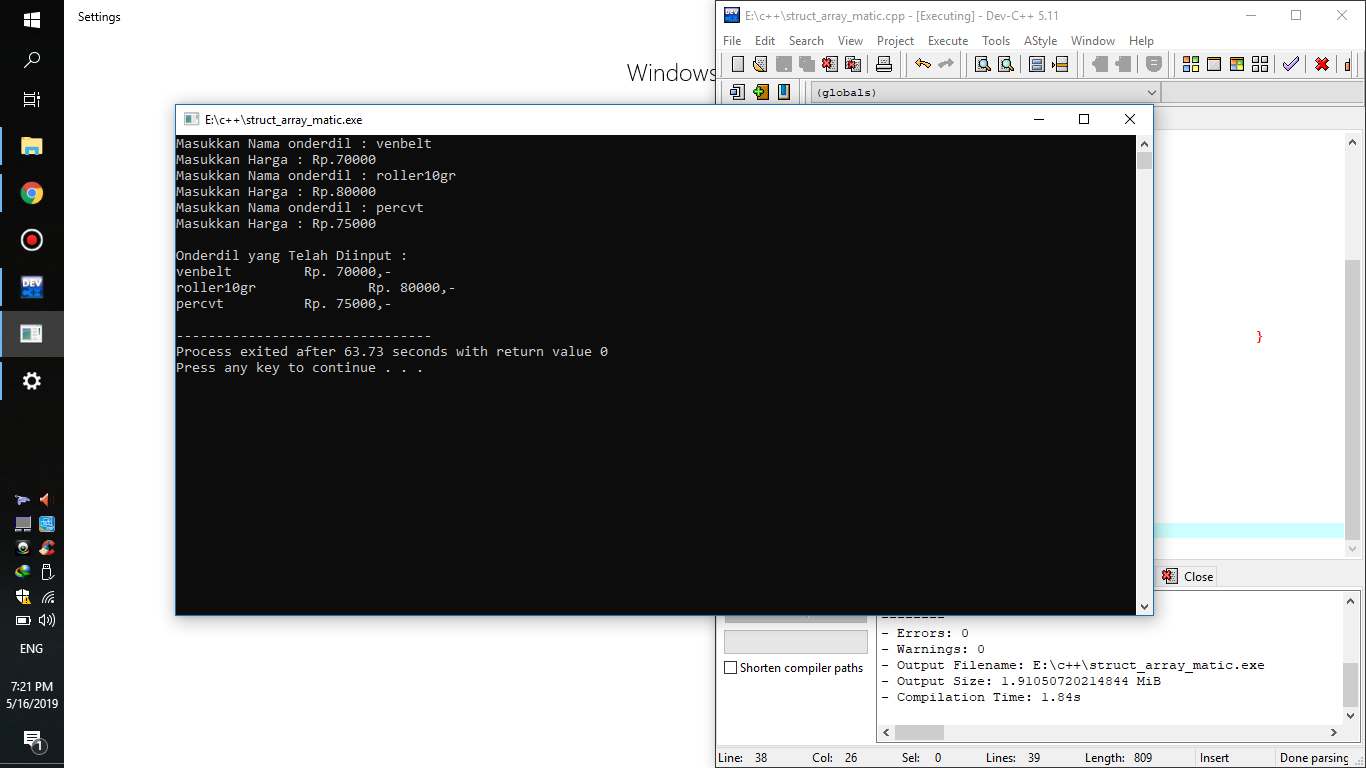 Settings
Windows
E:\c++\struct_array_matic.cpp - [Executing] - Dev-C++ 5.11
File Edit Search View Project Execute Tools AStyle Window Help
(globals)
E:\c++\struct_array_matic.exe
Masukkan Nama onderdil : venbelt
Masukkan Harga : Rp.70000
Masukkan Nama onderdil : roller10gr
Masukkan Harga : Rp.80000
Masukkan Nama onderdil : percvt
Masukkan Harga : Rp.75000
Onderdil yang Telah Diinput :
venbelt Rp. 70000,-
roller10gr Rp. 80000,-
percvt Rp. 75000,-
--------------------------------
Process exited after 63.73 seconds with return value 0
Press any key to continue . . .
}
Close
--------
- Errors: 0
- Warnings: 0
- Output Filename: E:\c++\struct_array_matic.exe
- Output Size: 1.91050720214844 MiB
- Compilation Time: 1.84s
Shorten compiler paths
Line: 38 Col: 26 Sel: 0 Lines: 39 Length: 809 Insert Done parsing
DEV
ENG
7:21 PM
5/16/2019
1